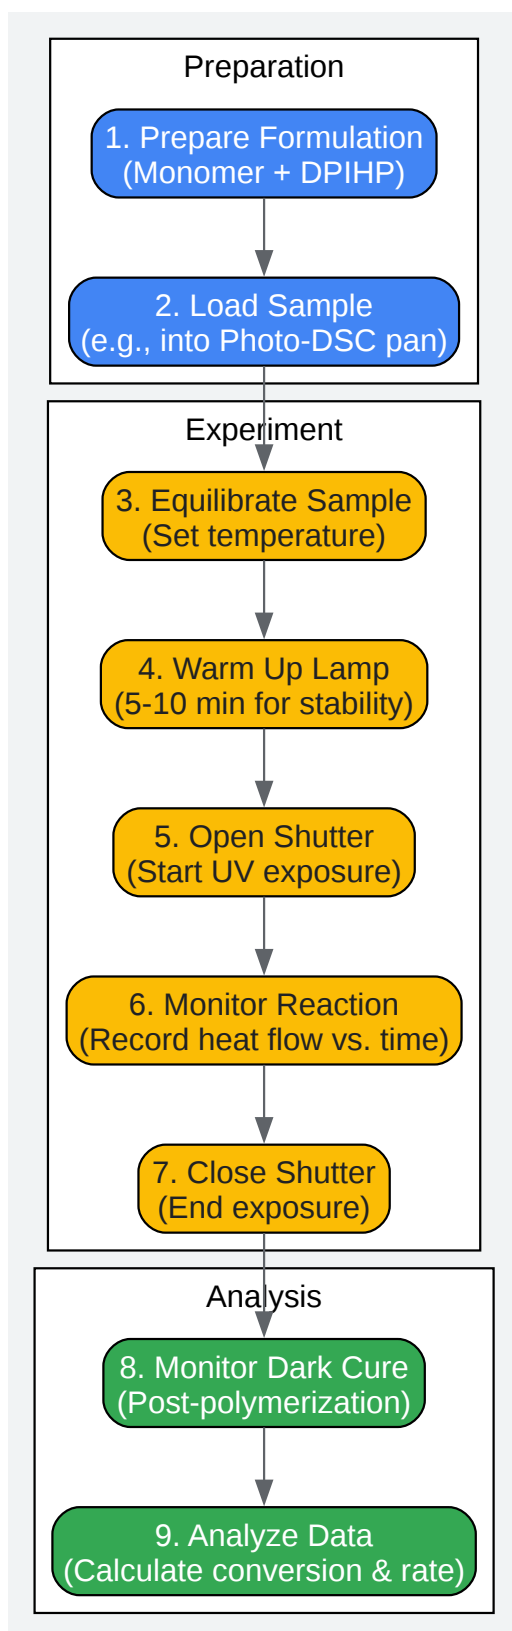 Preparation
1. Prepare Formulation
(Monomer + DPIHP)
2. Load Sample
(e.g., into Photo-DSC pan)
Experiment
3. Equilibrate Sample
(Set temperature)
4. Warm Up Lamp
(5-10 min for stability)
5. Open Shutter
(Start UV exposure)
6. Monitor Reaction
(Record heat flow vs. time)
7. Close Shutter
(End exposure)
Analysis
8. Monitor Dark Cure
(Post-polymerization)
9. Analyze Data
(Calculate conversion & rate)